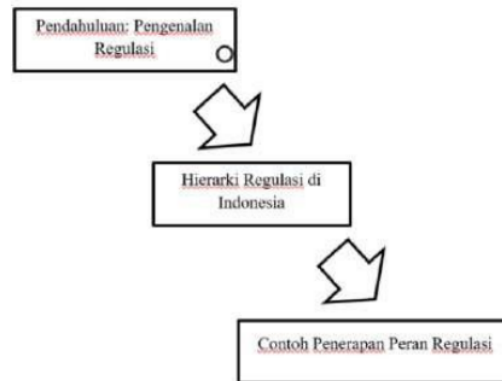 Pendahuluan: Pengenalan
Regulasi
Hierarki Regulasi di
Indonesia
Contoh Penerapan Peran Regulasi